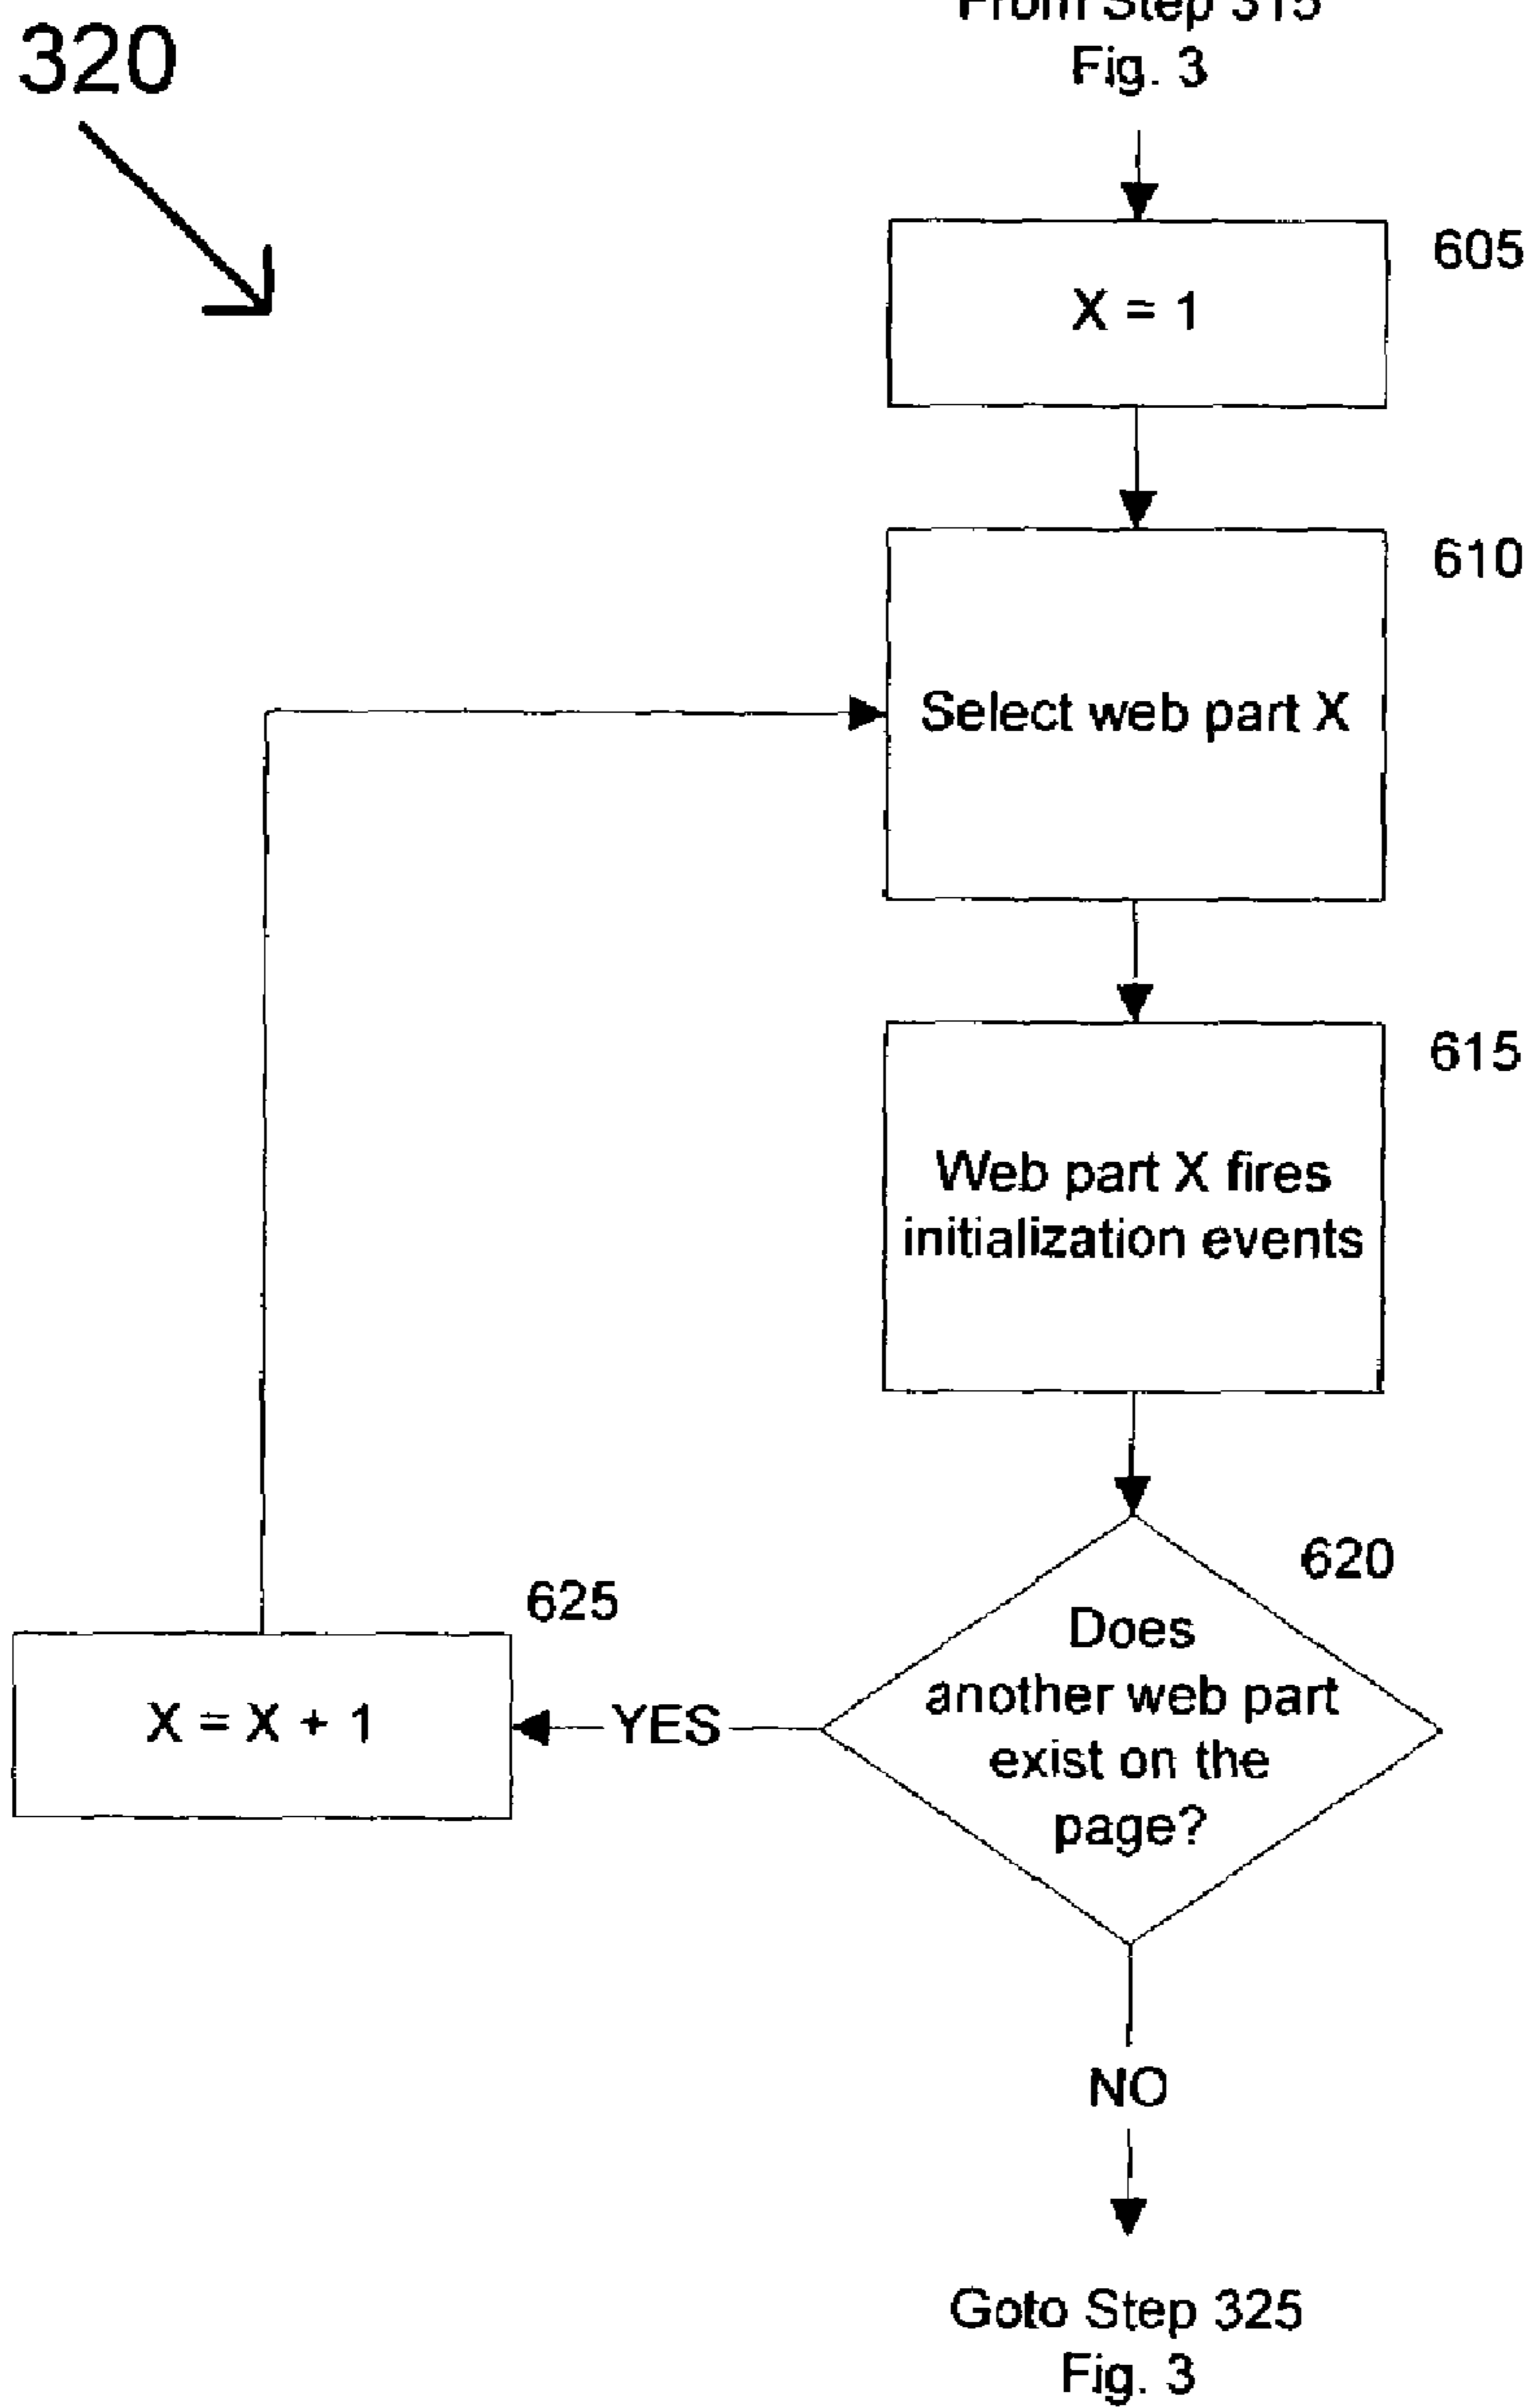 320
From Step 315
Fig. 3
605
X = 1
610
Select web part X
615
Web part X fires
initialization events
620
Does
another web part
exist on the
page?
625
YES
X = X + 1
NO
Goto Step 325
Fig. 3